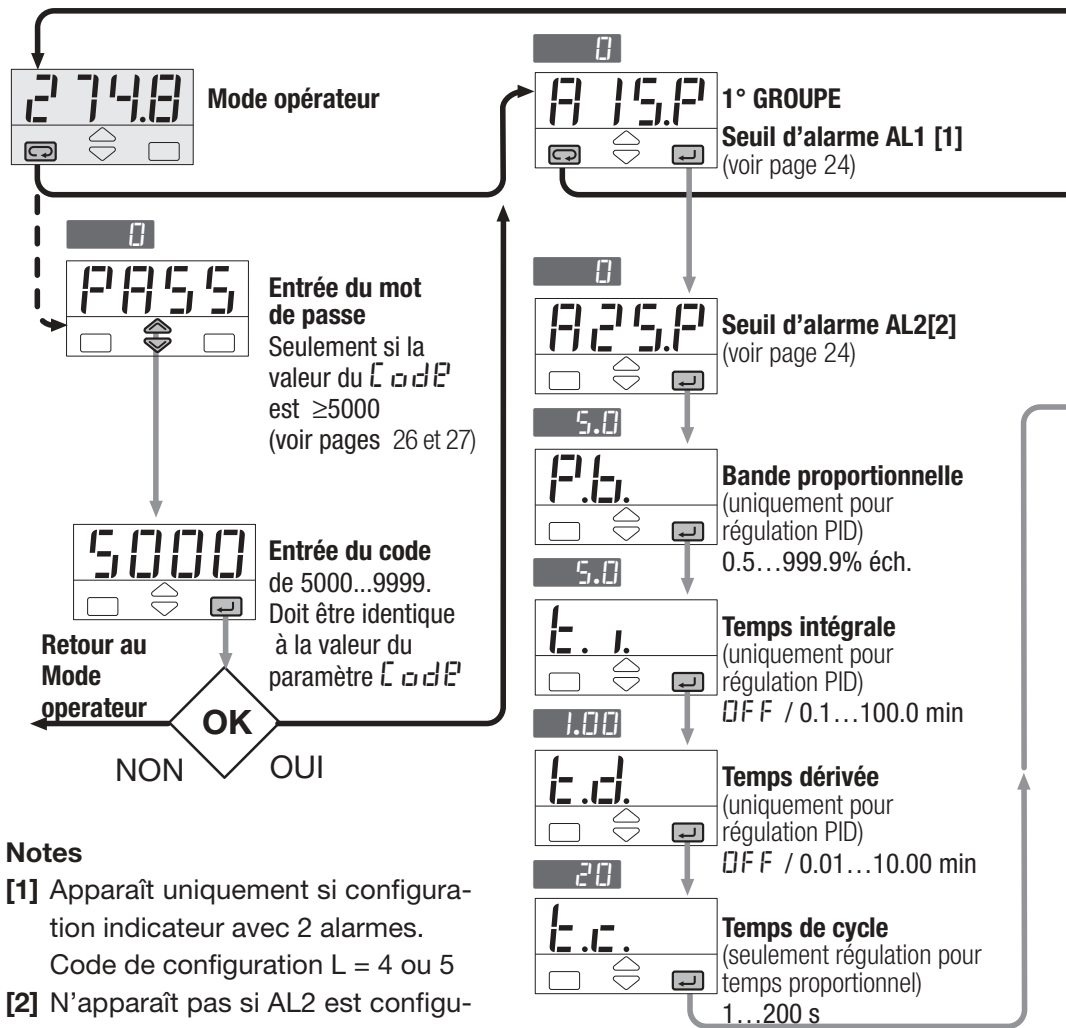 274.8
Mode opérateur
0
PASS
Entrée du mot
de passe
Seulement si la
valeur du Code
est ≥5000
(voir pages 26 et 27)
5000
Entrée du code
de 5000...9999.
Doit être identique
à la valeur du
paramètre Code
Retour au
Mode
operateur
OK
NON
OUI
Notes
[1] Apparaît uniquement si configura-
tion indicateur avec 2 alarmes.
Code de configuration L = 4 ou 5
[2] N'apparaît pas si AL2 est configu-
0
A1S.P
1° GROUPE
Seuil d'alarme AL1 [1]
(voir page 24)
0
A2S.P
Seuil d'alarme AL2[2]
(voir page 24)
5.0
P.b.
Bande proportionnelle
(uniquement pour
régulation PID)
0.5…999.9% éch.
5.0
t.i.
Temps intégrale
(uniquement pour
régulation PID)
OFF / 0.1…100.0 min
1.00
t.d.
Temps dérivée
(uniquement pour
régulation PID)
OFF / 0.01…10.00 min
20
t.c.
Temps de cycle
(seulement régulation pour
temps proportionnel)
1…200 s